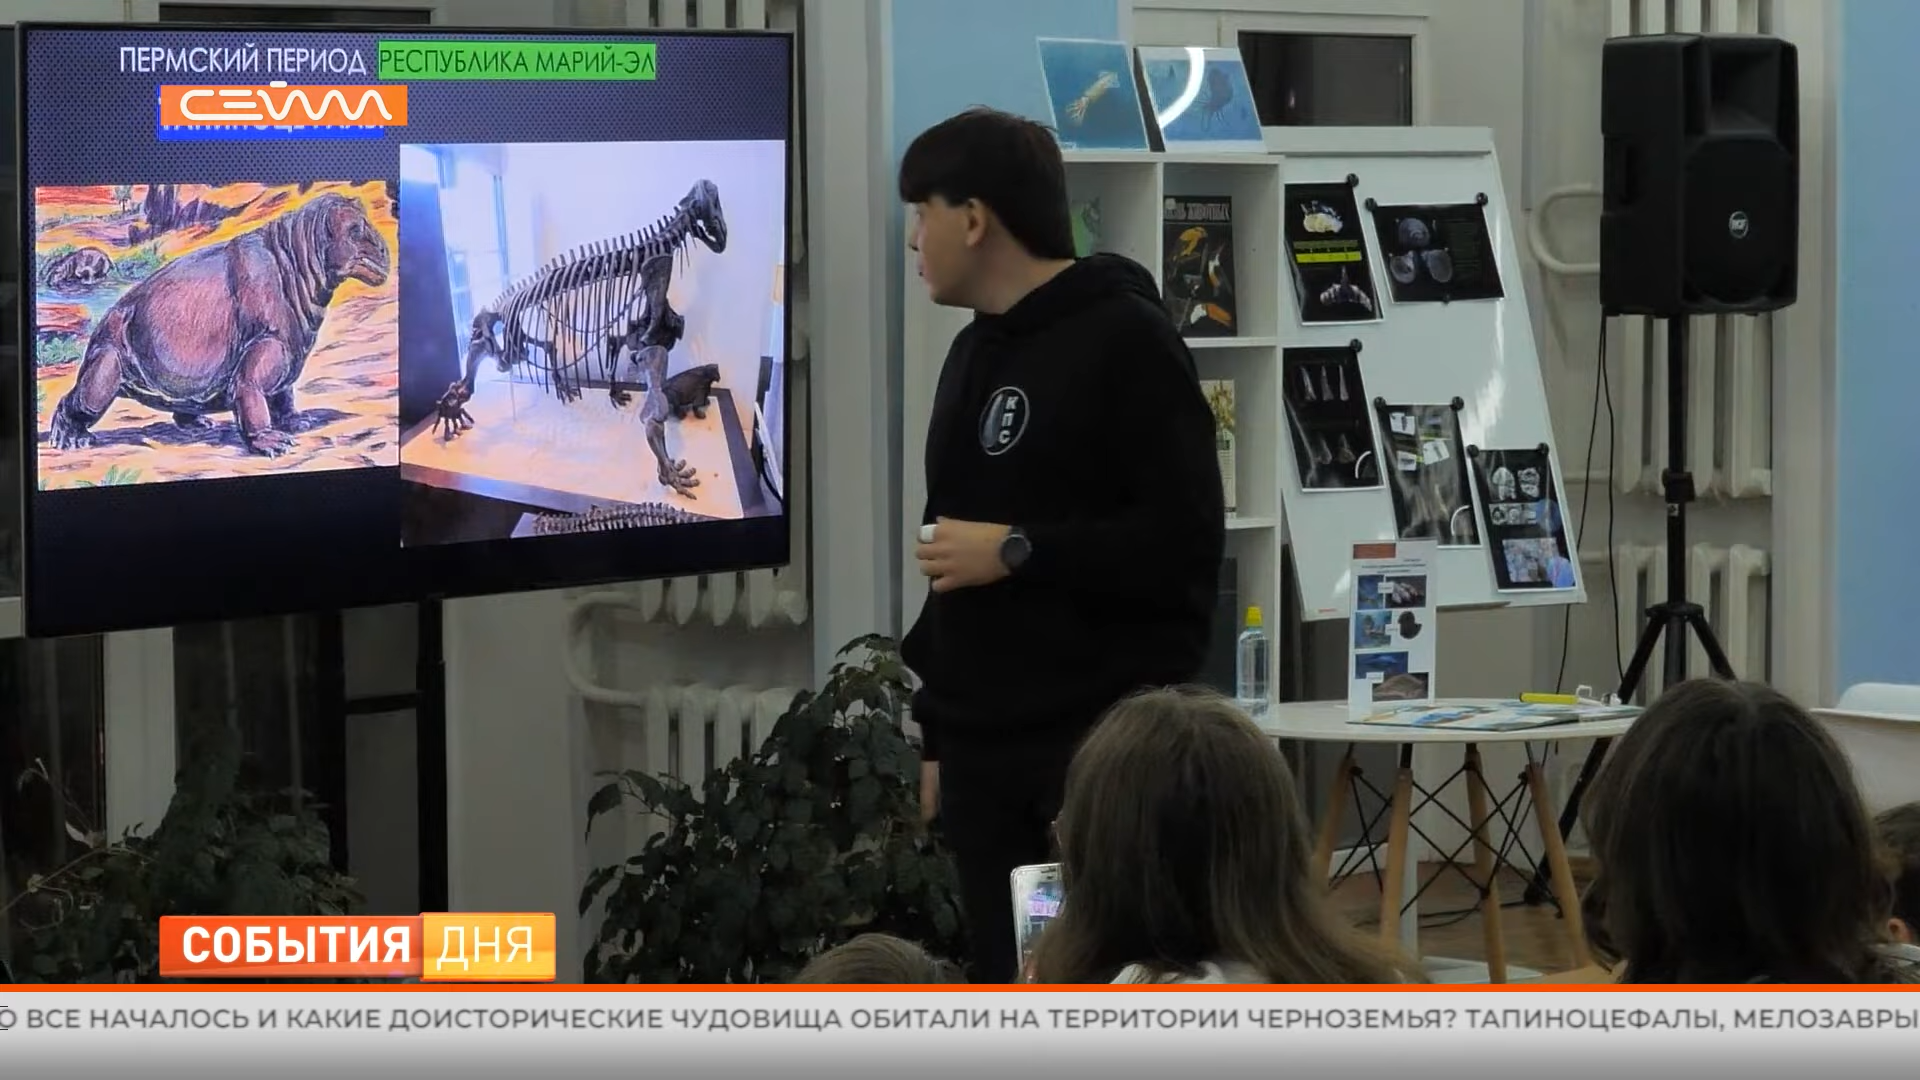 ПЕРМСКИЙ ПЕРИОД РЕСПУБЛИКА МАРИЙ-ЭЛ
СЕЙМ
КПС
RCF
СОБЫТИЯ ДНЯ
О ВСЕ НАЧАЛОСЬ И КАКИЕ ДОИСТОРИЧЕСКИЕ ЧУДОВИЩА ОБИТАЛИ НА ТЕРРИТОРИИ ЧЕРНОЗЕМЬЯ? ТАПИНОЦЕФАЛЫ, МЕЛОЗАВРЫ